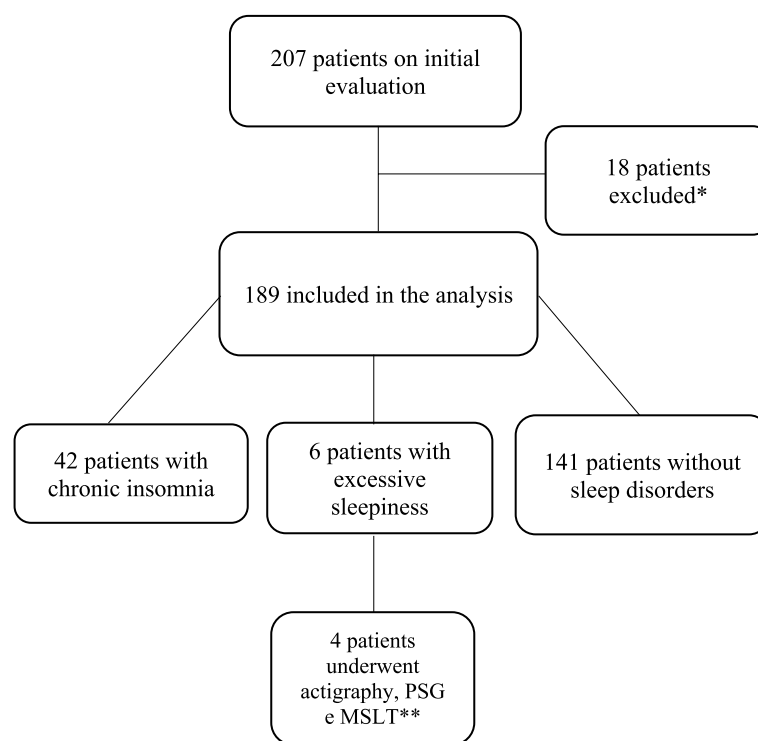 207 patients on initial
evaluation
18 patients
excluded*
189 included in the analysis
42 patients with
chronic insomnia
6 patients with
excessive
sleepiness
141 patients without
sleep disorders
4 patients
underwent
actigraphy, PSG
e MSLT**